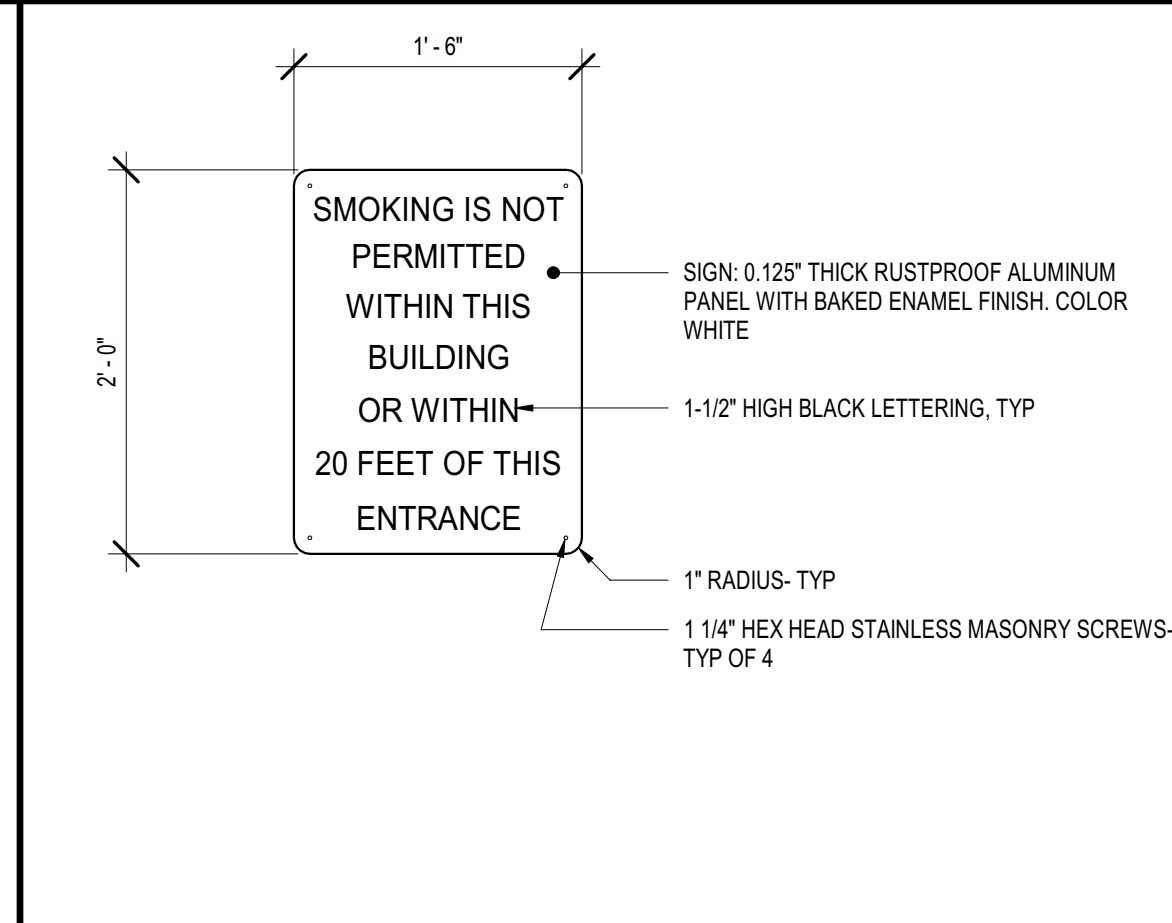 1' - 6"
2' - 0"
SMOKING IS NOT
PERMITTED
WITHIN THIS
BUILDING
OR WITHIN
20 FEET OF THIS
ENTRANCE
SIGN: 0.125" THICK RUSTPROOF ALUMINUM
PANEL WITH BAKED ENAMEL FINISH. COLOR
WHITE
1-1/2" HIGH BLACK LETTERING, TYP
1" RADIUS- TYP
1 1/4" HEX HEAD STAINLESS MASONRY SCREWS-
TYP OF 4